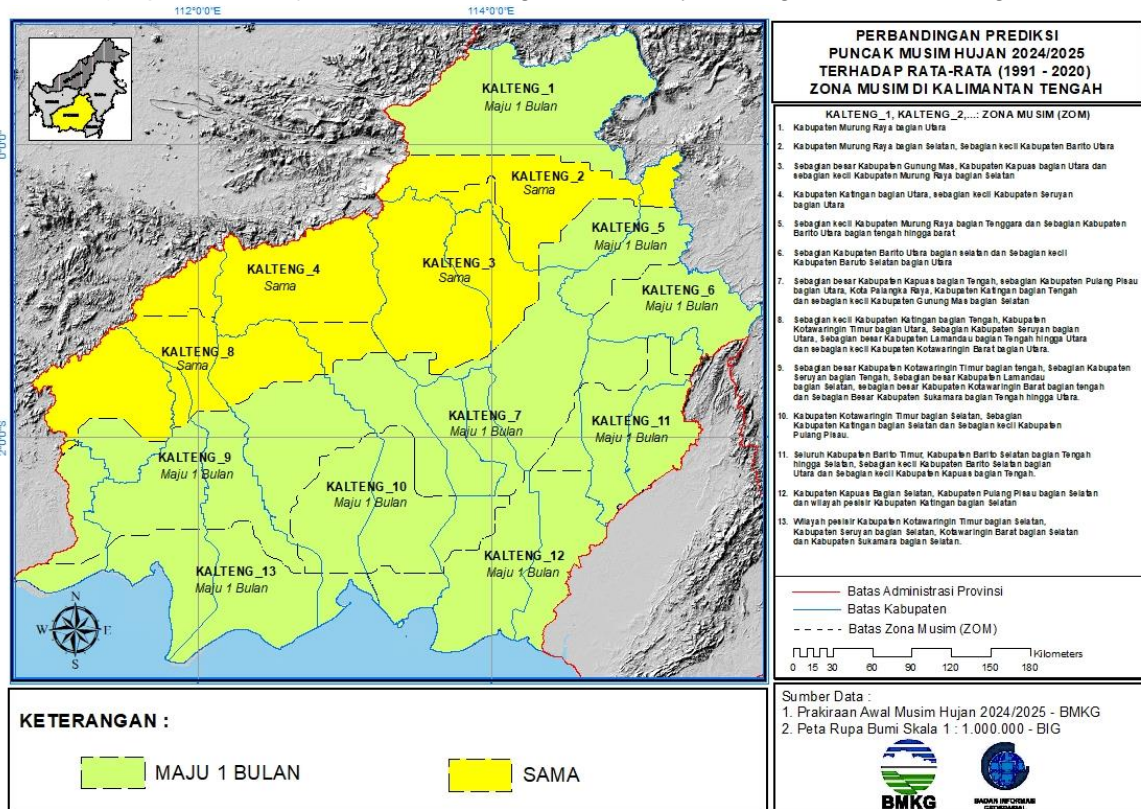 112°0'0"E
114°0'0"E
0°0'0"
2°0'0"S
KALTENG_1
Maju 1 Bulan
KALTENG_2
Sama
KALTENG_5
Maju 1 Bulan
KALTENG_3
Sama
KALTENG_4
Sama
KALTENG_6
Maju 1 Bulan
KALTENG_8
Sama
KALTENG_7
Maju 1 Bulan
KALTENG_11
Maju 1 Bulan
KALTENG_9
Maju 1 Bulan
KALTENG_10
Maju 1 Bulan
KALTENG_12
Maju 1 Bulan
KALTENG_13
Maju 1 Bulan
N
W
E
S
PERBANDINGAN PREDIKSI
PUNCAK MUSIM HUJAN 2024/2025
TERHADAP RATA-RATA (1991 - 2020)
ZONA MUSIM DI KALIMANTAN TENGAH
KALTENG_1, KALTENG_2,...: ZONA MUSIM (ZOM)
1. Kabupaten Murung Raya bagian Utara
2. Kabupaten Murung Raya bagian Selatan, Sebagian kecil Kabupaten Barito Utara
3. Sebagian besar Kabupaten Gunung Mas, Kabupaten Kapuas bagian Utara dan
sebagian kecil Kabupaten Murung Raya bagian Selatan
4. Kabupaten Katingan bagian Utara, sebagian kecil Kabupaten Seruyan
bagian Utara
5. Sebagian kecil Kabupaten Murung Raya bagian Tenggara dan Sebagian Kabupaten
Barito Utara bagian tengah hingga barat
6. Sebagian Kabupaten Barito Utara bagian selatan dan Sebagian kecil
Kabupaten Baruto Selatan bagian Utara
7. Sebagian besar Kabupaten Kapuas bagian Tengah, sebagian Kabupaten Pulang Pisau
bagian Utara, Kota Palangka Raya, Kabupaten Katingan bagian Tengah
dan sebagian kecil Kabupaten Gunung Mas bagian Selatan
8. Sebagian kecil Kabupaten Katingan bagian Tengah, Kabupaten
Kotawaringin Timur bagian Utara, Sebagian Kabupaten Seruyan bagian
Utara, Sebagian besar Kabupaten Lamandau bagian Tengah hingga Utara
dan sebagian kecil Kabupaten Kotawaringin Barat bagian Utara.
9. Sebagian besar Kabupaten Kotawaringin Timur bagian tengah, Sebagian Kabupaten
Seruyan bagian Tengah, Sebagian besar Kabupaten Lamandau
bagian Selatan, sebagian besar Kabupaten Kotawaringin Barat bagian tengah
dan Sebagian Besar Kabupaten Sukamara bagian Tengah hingga Utara.
10. Kabupaten Kotawaringin Timur bagian Selatan, Sebagian
Kabupaten Katingan bagian Selatan dan Sebagian kecil Kabupaten
Pulang Pisau.
11. Seluruh Kabupaten Barito Timur, Kabupaten Barito Selatan bagian Tengah
hingga Selatan, Sebagian kecil Kabupaten Barito Selatan bagian
Utara dan Sebagian kecil Kabupaten Kapuas bagian Tengah.
12. Kabupaten Kapuas Bagian Selatan, Kabupaten Pulang Pisau bagian Selatan
dan wilayah pesisir Kabupaten Katingan bagian Selatan
13. Wilayah pesisir Kabupaten Kotawaringin Timur bagian Selatan,
Kabupaten Seruyan bagian Selatan, Kotawaringin Barat bagian Selatan
dan Kabupaten Sukamara bagian Selatan.
Batas Administrasi Provinsi
Batas Kabupaten
Batas Zona Musim (ZOM)
Kilometers
0 15 30 60 90 120 150 180
KETERANGAN :
MAJU 1 BULAN
SAMA
Sumber Data :
1. Prakiraan Awal Musim Hujan 2024/2025 - BMKG
2. Peta Rupa Bumi Skala 1 : 1.000.000 - BIG
BMKG
BADAN INFORMASI
GEOSPASIAL